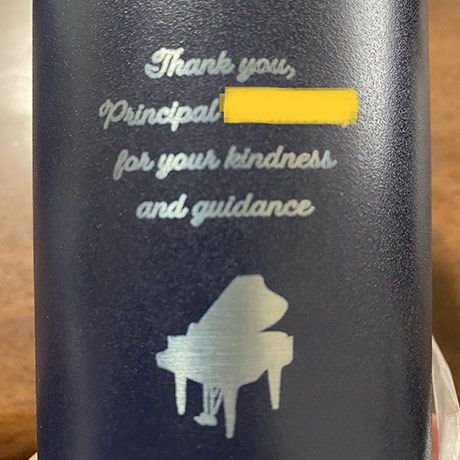 Thank you,
Principal
for your kindness
and guidance